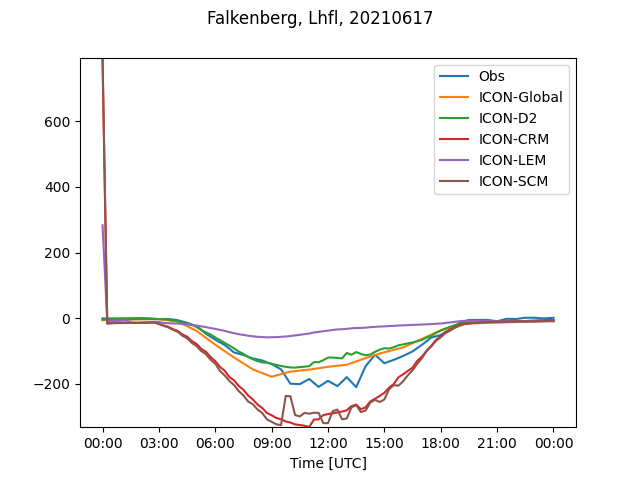 Falkenberg, Lhfl, 20210617
Obs
ICON-Global
ICON-D2
ICON-CRM
ICON-LEM
ICON-SCM
600
400
200
0
−200
00:00 03:00 06:00 09:00 12:00 15:00 18:00 21:00 00:00
Time [UTC]